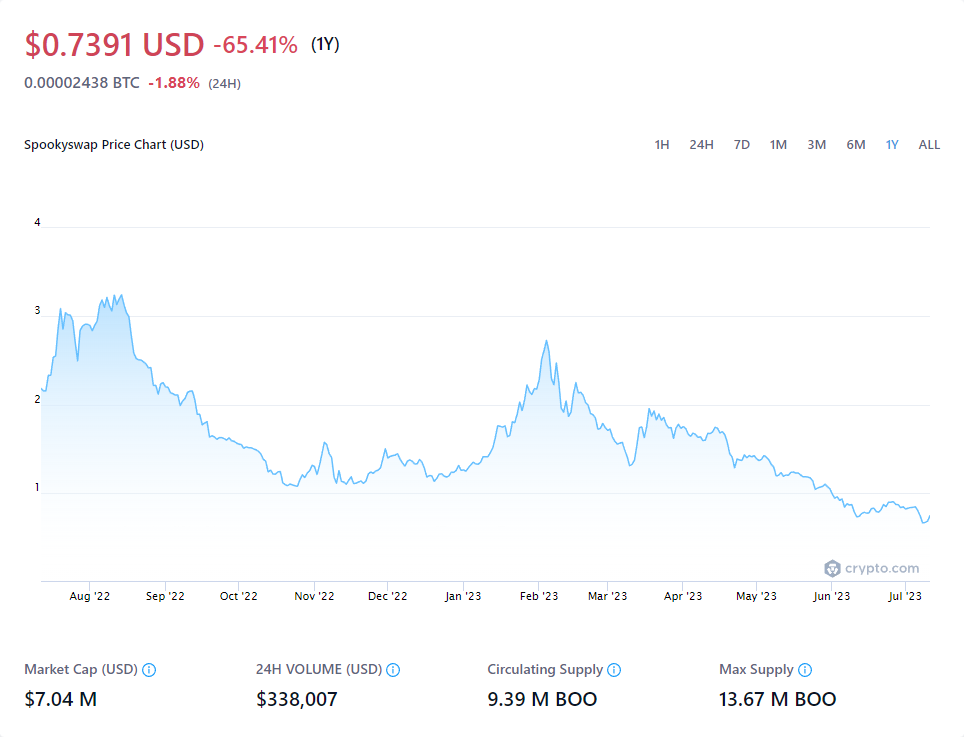 $0.7391 USD -65.41% (1Y)
0.00002438 BTC -1.88% (24H)
Spookyswap Price Chart (USD) 1H 24H 7D 1M 3M 6M 1Y ALL
4
3
2
1
crypto.com
Aug '22 Sep '22 Oct '22 Nov '22 Dec '22 Jan '23 Feb '23 Mar '23 Apr '23 May '23 Jun '23 Jul '23
Market Cap (USD) 24H VOLUME (USD) Circulating Supply Max Supply
$7.04 M $338,007 9.39 M BOO 13.67 M BOO